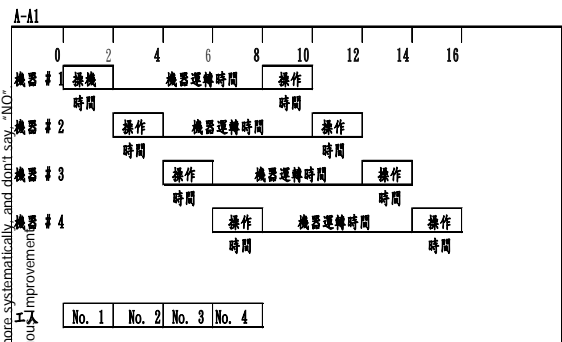 A-A1
0 2 4 6 8 10 12 14 16
機器 # 1 操機 機器運轉時間 操作
時間 時間
機器 # 2 操作 機器運轉時間 操作
時間 時間
機器 # 3 操作 機器運轉時間 操作
時間 時間
機器 # 4 操作 機器運轉時間 操作
時間 時間
工人 No. 1 No. 2 No. 3 No. 4
more systematically, and don't say, "NO"
improvement